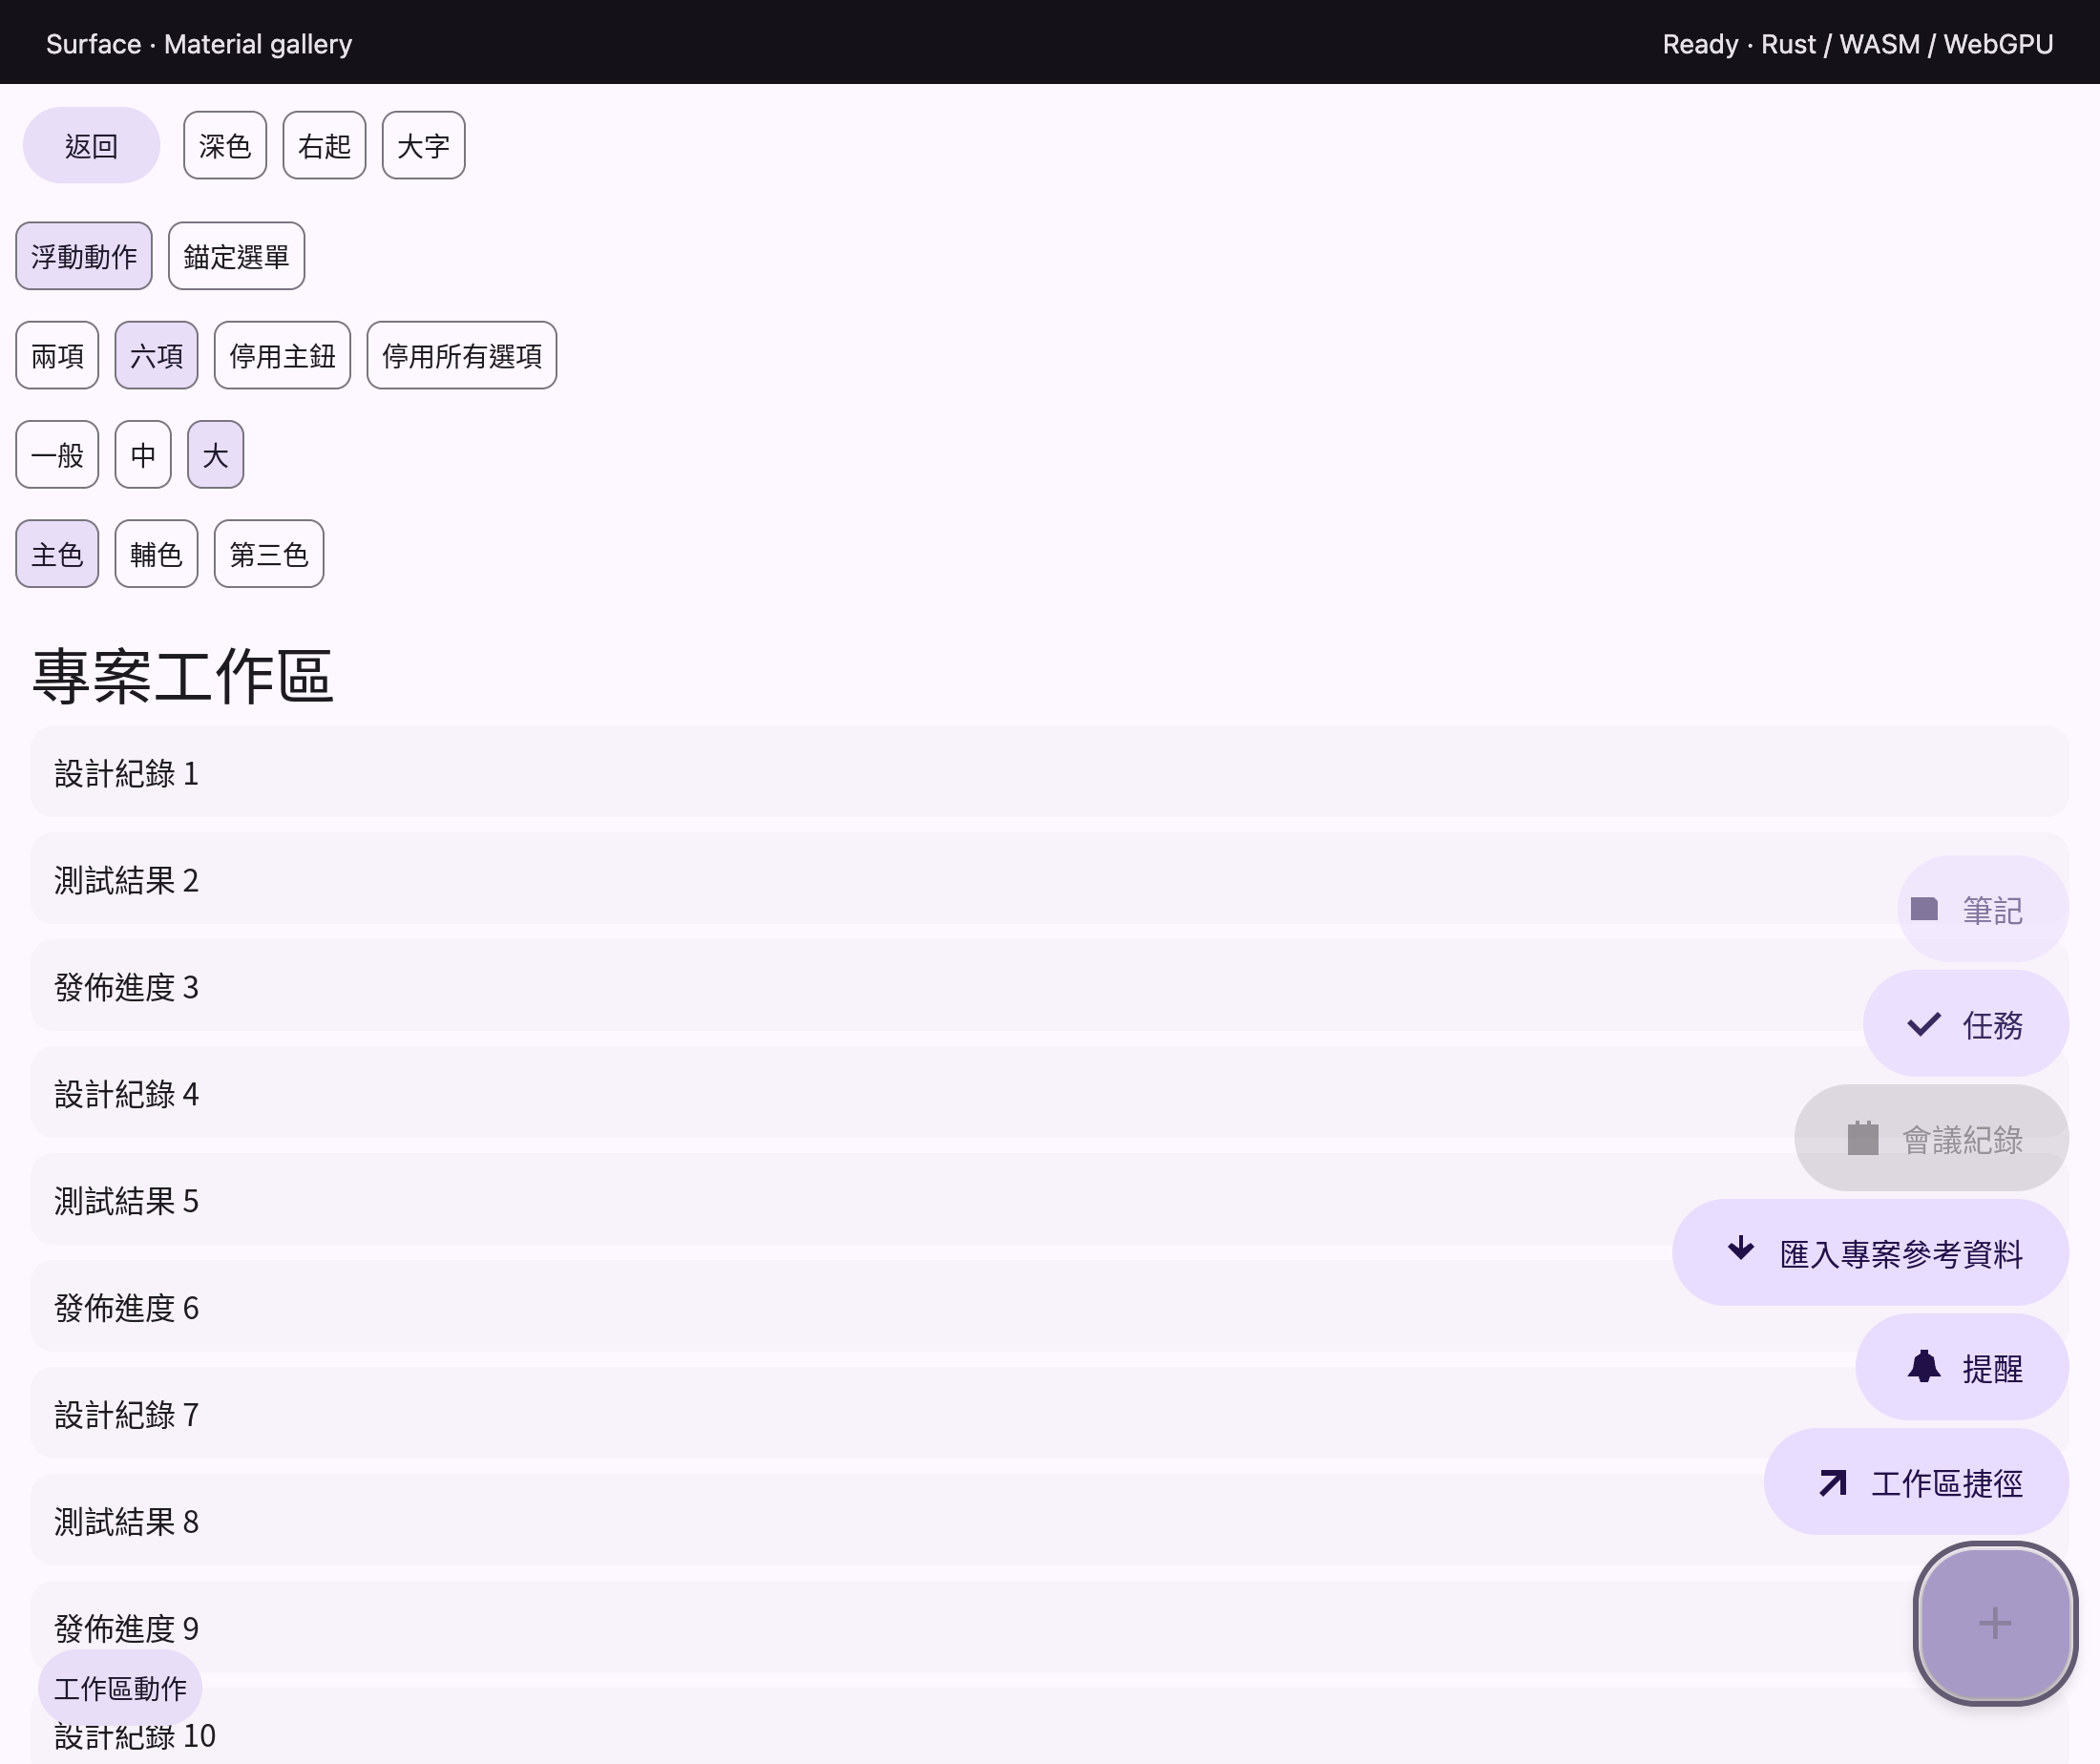 Surface · Material gallery
Ready · Rust / WASM / WebGPU
返回
深色
右起
大字
浮動動作
錨定選單
兩項
六項
停用主鈕
停用所有選項
一般
中
大
主色
輔色
第三色
專案工作區
設計紀錄 1
測試結果 2
筆記
發佈進度 3
任務
設計紀錄 4
會議紀錄
測試結果 5
匯入專案參考資料
發佈進度 6
提醒
設計紀錄 7
工作區捷徑
測試結果 8
發佈進度 9
工作區動作
設計紀錄 10